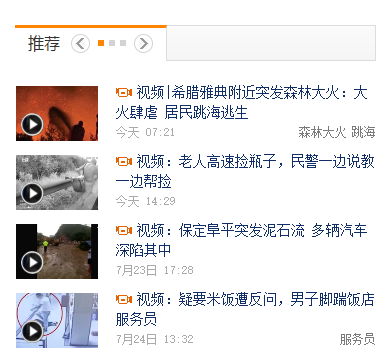 推荐
视频|希腊雅典附近突发森林大火：大
火肆虐 居民跳海逃生
今天 07:21 森林大火 跳海
视频：老人高速捡瓶子，民警一边说教
一边帮捡
今天 14:29
视频：保定阜平突发泥石流 多辆汽车
深陷其中
7月23日 17:28
视频：疑要米饭遭反问，男子脚踹饭店
服务员
7月24日 13:32 服务员